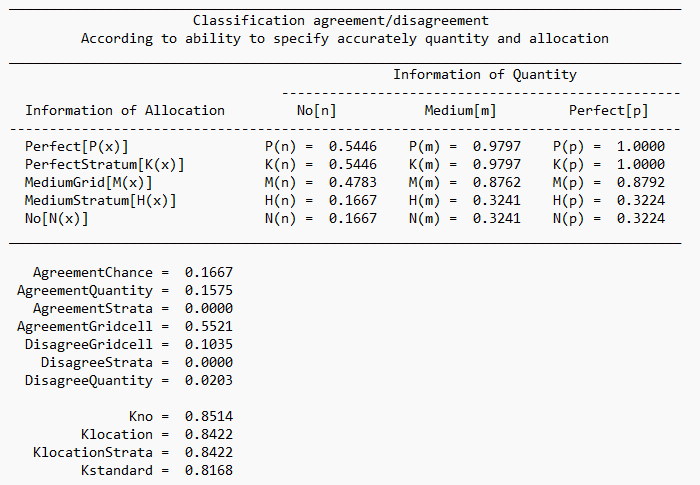 Classification agreement/disagreement
According to ability to specify accurately quantity and allocation
Information of Quantity
Information of Allocation No[n] Medium[m] Perfect[p]
Perfect[P(x)] P(n) = 0.5446 P(m) = 0.9797 P(p) = 1.0000
PerfectStratum[K(x)] K(n) = 0.5446 K(m) = 0.9797 K(p) = 1.0000
MediumGrid[M(x)] M(n) = 0.4783 M(m) = 0.8762 M(p) = 0.8792
MediumStratum[H(x)] H(n) = 0.1667 H(m) = 0.3241 H(p) = 0.3224
No[N(x)] N(n) = 0.1667 N(m) = 0.3241 N(p) = 0.3224
AgreementChance = 0.1667
AgreementQuantity = 0.1575
AgreementStrata = 0.0000
AgreementGridcell = 0.5521
DisagreeGridcell = 0.1035
DisagreeStrata = 0.0000
DisagreeQuantity = 0.0203
Kno = 0.8514
Klocation = 0.8422
KlocationStrata = 0.8422
Kstandard = 0.8168